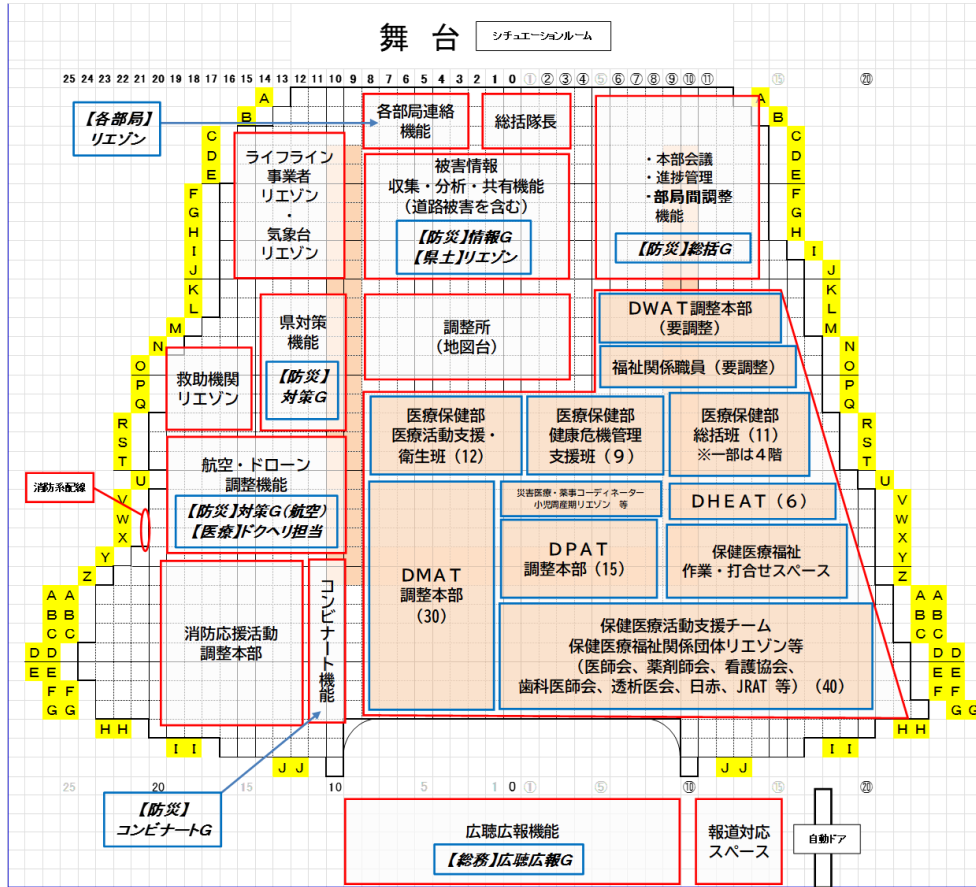 舞 台
シチュエーションルーム
25 24 23 22 21 20 19 18 17 16 15 14 13 12 11 10 9 8 7 6 5 4 3 2 1 0 ① ② ③ ④ ⑤ ⑥ ⑦ ⑧ ⑨ ⑩ ⑪ ⑮ ⑳
【各部局】
リエゾン
各部局連絡
機能
総括隊長
ライフライン
事業者
リエゾン
・
気象台
リエゾン
被害情報
収集・分析・共有機能
(道路被害を含む)
【防災】情報G
【県土】リエゾン
・本部会議
・進捗管理
・部局間調整
機能
【防災】総括G
県対策
機能
【防災】
対策G
調整所
(地図台)
DWAT調整本部
(要調整)
福祉関係職員(要調整)
救助機関
リエゾン
医療保健部
医療活動支援・
衛生班(12)
医療保健部
健康危機管理
支援班(9)
医療保健部
総括班(11)
※一部は4階
航空・ドローン
調整機能
【防災】対策G(航空)
【医療】ドクヘリ担当
消防系配線
災害医療・薬事コーディネーター
小児周産期リエゾン 等
DHEAT(6)
DMAT
調整本部
(30)
DPAT
調整本部(15)
保健医療福祉
作業・打合せスペース
消防応援活動
調整本部
コンビナート機能
保健医療活動支援チーム
保健医療福祉関係団体リエゾン等
(医師会、薬剤師会、看護協会、
歯科医師会、透析医会、日赤、JRAT 等)(40)
A
B
C
D
E
F
G
H
I
J
K
L
M
N
O
P
Q
R
S
T
U
V
W
X
Y
Z
A A
B B
C C
D D
E E
F F
G G
H H
I I
J J
A
B
C
D
E
F
G
H
I
J
K
L
M
N
O
P
Q
R
S
T
U
V
W
X
Y
Z
A A
B B
C C
D D
E E
F F
G G
H H
I I
J J
25 20 15 10 5 1 0 ① ⑤ ⑩ ⑮ ⑳
【防災】
コンビナートG
広聴広報機能
【総務】広聴広報G
報道対応
スペース
自動ドア